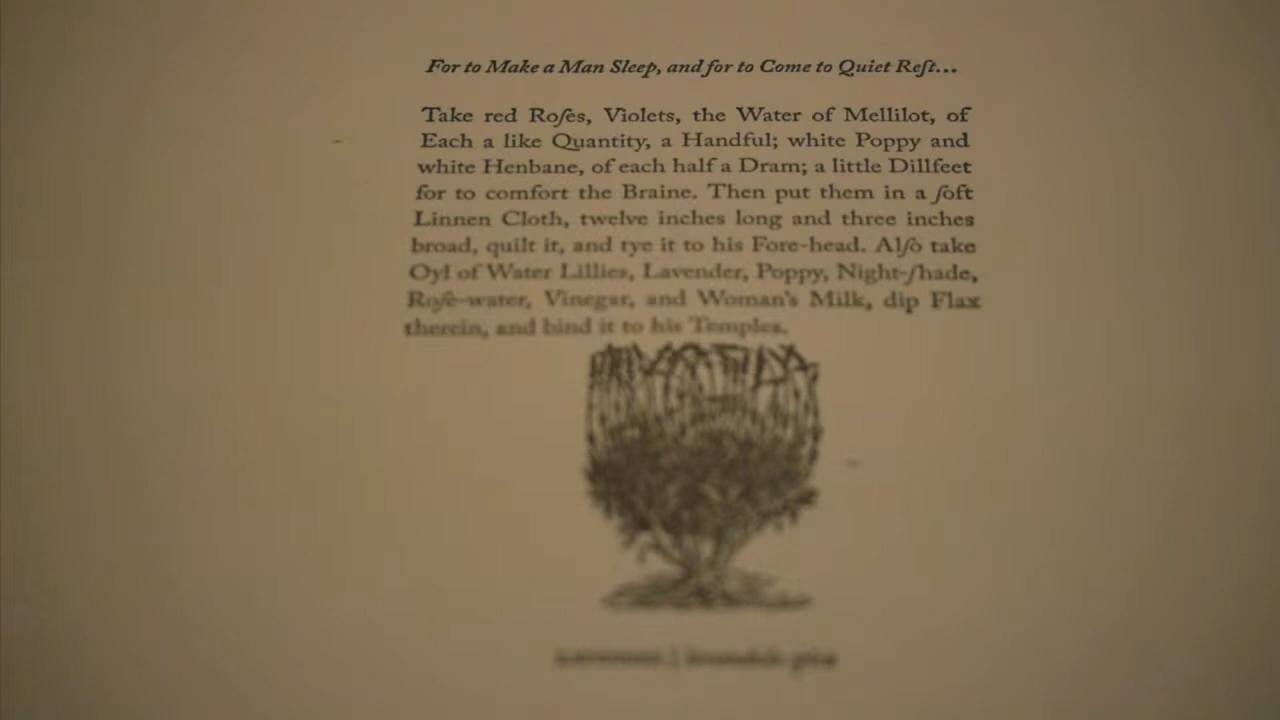 For to Make a Man Sleep, and for to Come to Quiet Reſt...
Take red Roſes, Violets, the Water of Mellilot, of
Each a like Quantity, a Handful; white Poppy and
white Henbane, of each half a Dram; a little Dillfeet
for to comfort the Braine. Then put them in a ſoft
Linnen Cloth, twelve inches long and three inches
broad, quilt it, and tye it to his Fore-head. Alſo take
Oyl of Water Lillies, Lavender, Poppy, Night-ſhade,
Roſe-water, Vinegar, and Woman's Milk, dip Flax
therein, and bind it to his Temples.